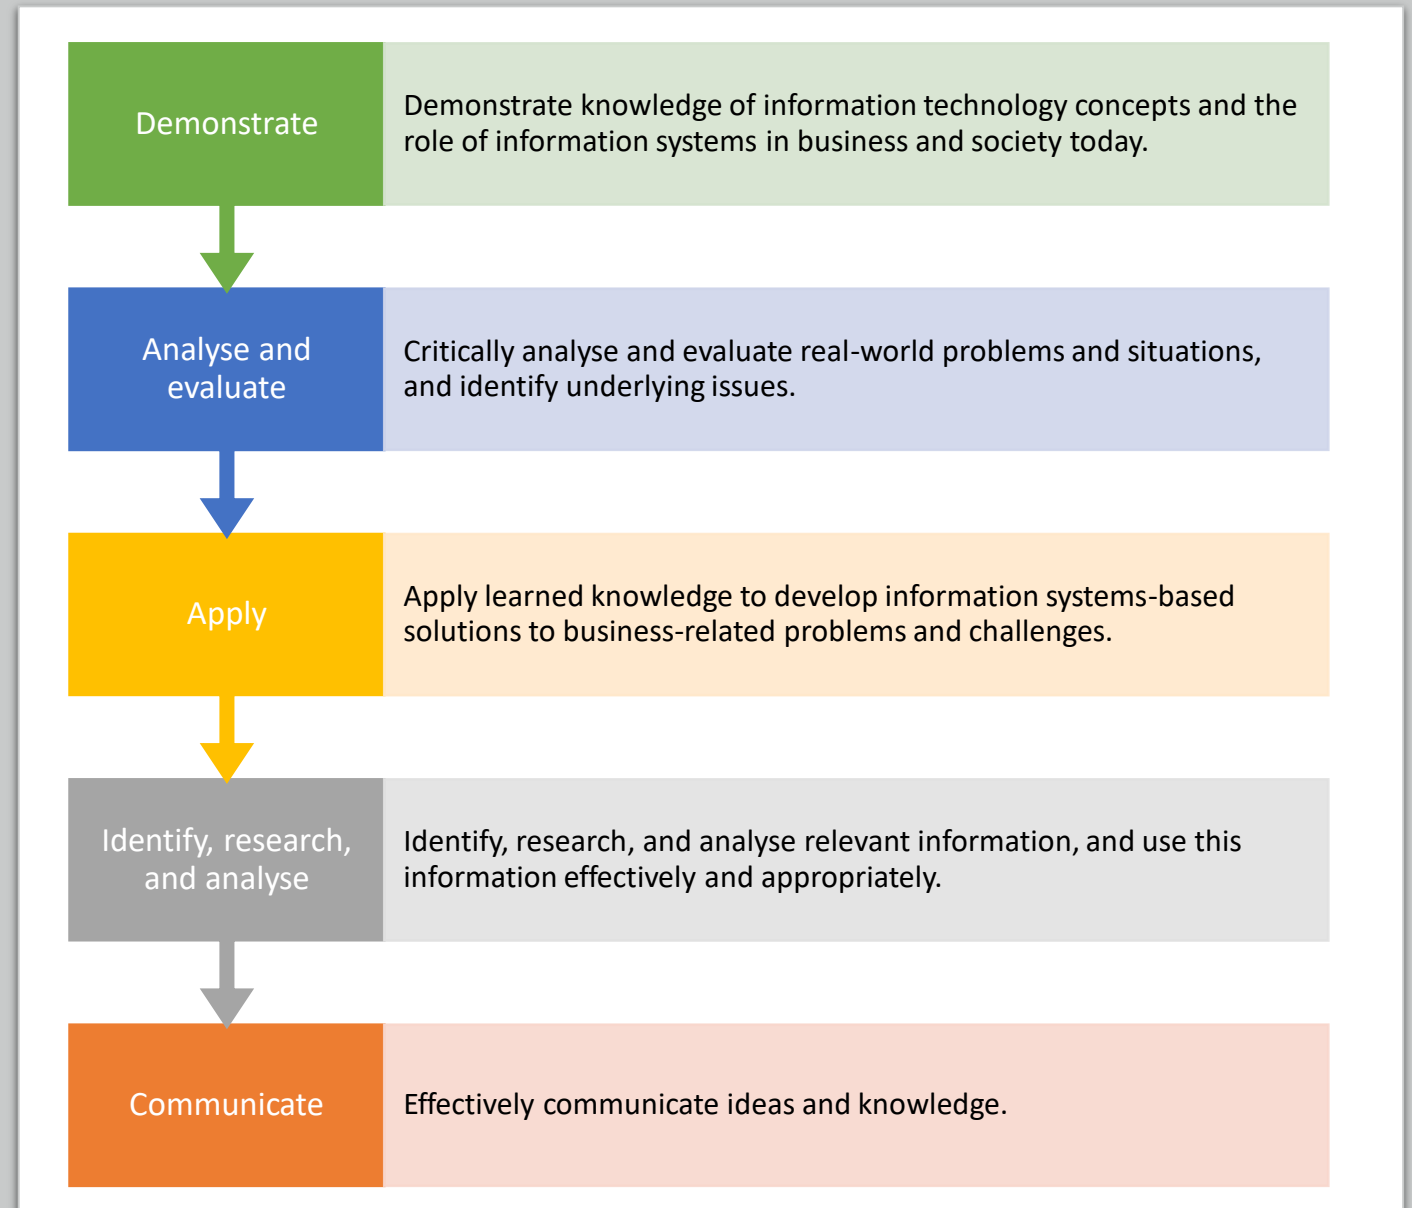 Demonstrate
Demonstrate knowledge of information technology concepts and the
role of information systems in business and society today.
Analyse and
evaluate
Critically analyse and evaluate real-world problems and situations,
and identify underlying issues.
Apply
Apply learned knowledge to develop information systems-based
solutions to business-related problems and challenges.
Identify, research,
and analyse
Identify, research, and analyse relevant information, and use this
information effectively and appropriately.
Communicate
Effectively communicate ideas and knowledge.